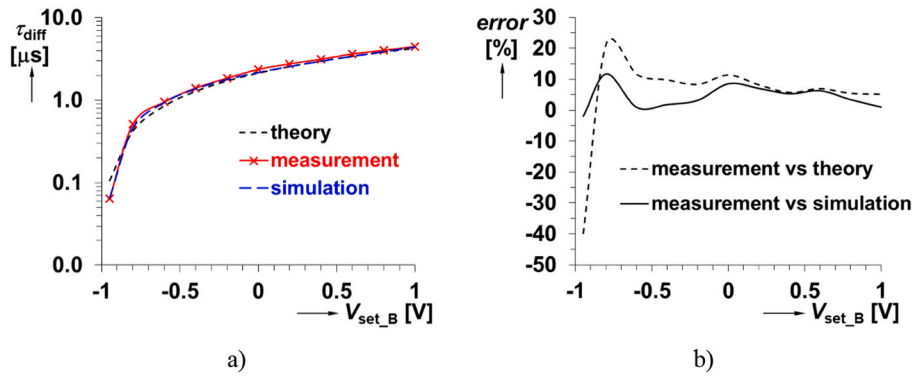 τdiff
[μs]
10.0
1.0
0.1
0.0
-1
-0.5
0
0.5
1
Vset_B [V]
theory
measurement
simulation
a)
error
[%]
30
20
10
0
-10
-20
-30
-40
-50
-1
-0.5
0
0.5
1
Vset_B [V]
measurement vs theory
measurement vs simulation
b)